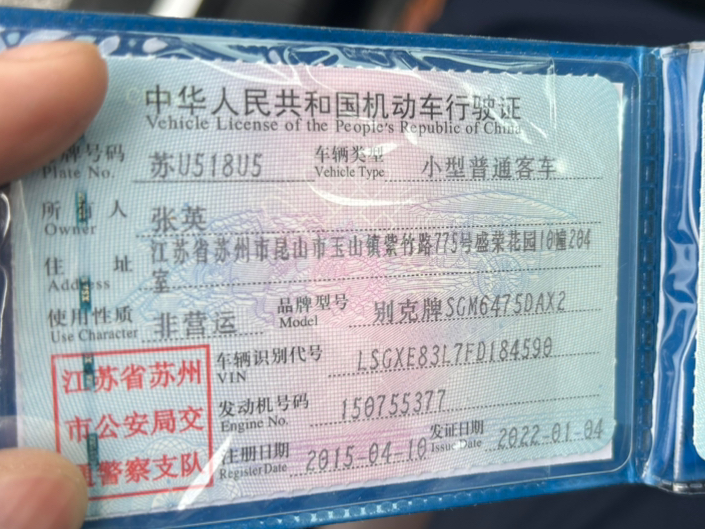 中华人民共和国机动车行驶证
Vehicle License of the People's Republic of China
牌号码 苏U518U5 车辆类型 小型普通客车
Plate No. Vehicle Type
所有人 张英
Owner
住址 江苏省苏州市昆山市玉山镇紫竹路775号盛荣花园10幢204
Address 室
使用性质 非营运 品牌型号 别克牌SGM6475DAX2
Use Character Model
江苏省苏州 车辆识别代号 LSGXE83L7FD184590
VIN
市公安局交 发动机号码 150755377
Engine No.
警察支队 注册日期 2015-04-10 发证日期 2022-01-04
Register Date Issue Date